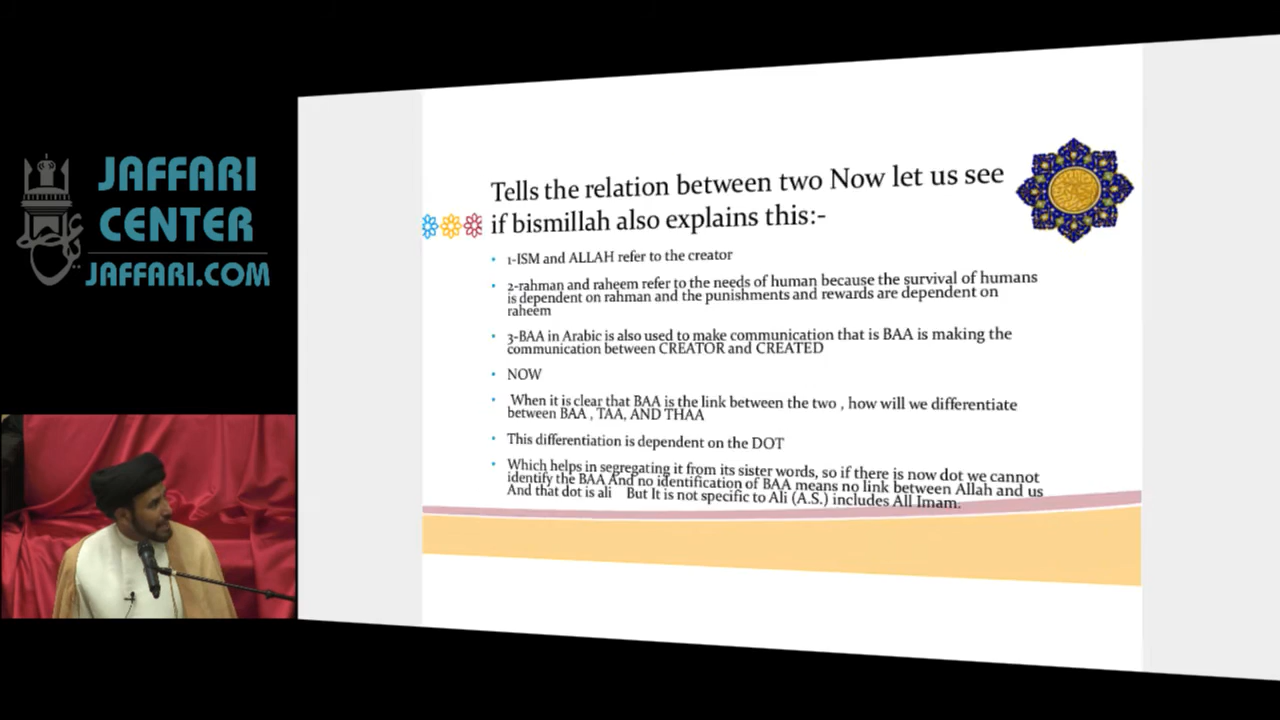 JAFFARI
CENTER
JAFFARI.COM
Tells the relation between two Now let us see
if bismillah also explains this:-
• 1-ISM and ALLAH refer to the creator
• 2-rahman and raheem refer to the needs of human because the survival of humans
is dependent on rahman and the punishments and rewards are dependent on
raheem
• 3-BAA in Arabic is also used to make communication that is BAA is making the
communication between CREATOR and CREATED
• NOW
• When it is clear that BAA is the link between the two , how will we differentiate
between BAA , TAA, AND THAA
• This differentiation is dependent on the DOT
• Which helps in segregating it from its sister words, so if there is now dot we cannot
identify the BAA And no identification of BAA means no link between Allah and us
And that dot is ali But It is not specific to Ali (A.S.) includes All Imam.